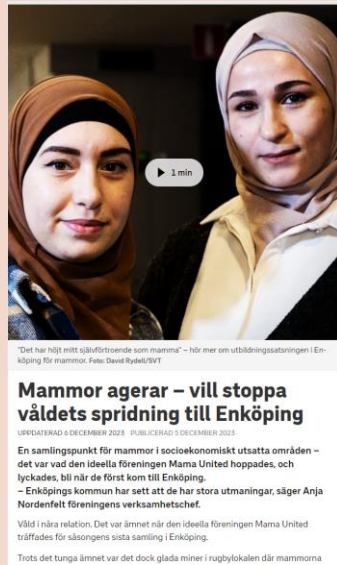 1 min
"Det har höjt mitt självförtroende som mamma" – hör mer om utbildningssatsningen i En-
köping för mammor. Foto: David Rydell/SVT
Mammor agerar – vill stoppa
våldets spridning till Enköping
UPPDATERAD 6 DECEMBER 2023 PUBLICERAD 5 DECEMBER 2023
En samlingspunkt för mammor i socioekonomiskt utsatta områden –
det var vad den ideella föreningen Mama United hoppades, och
lyckades, bli när de först kom till Enköping.
– Enköpings kommun har sett att de har stora utmaningar, säger Anja
Nordenfelt föreningens verksamhetschef.
Våld i nära relation. Det var ämnet när den ideella föreningen Mama United
träffades för säsongens sista samling i Enköping.
Trots det tunga ämnet var det dock glada miner i rugbylokalen där mammorna